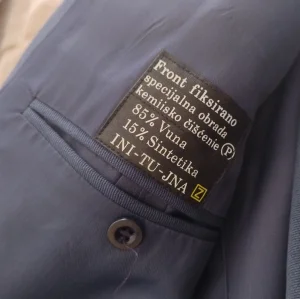 Front fiksirano
specijalna obrada
kemijsko čišćenje Ⓟ
85% Vuna
15% Sintetika
INI-TU-JNA Z